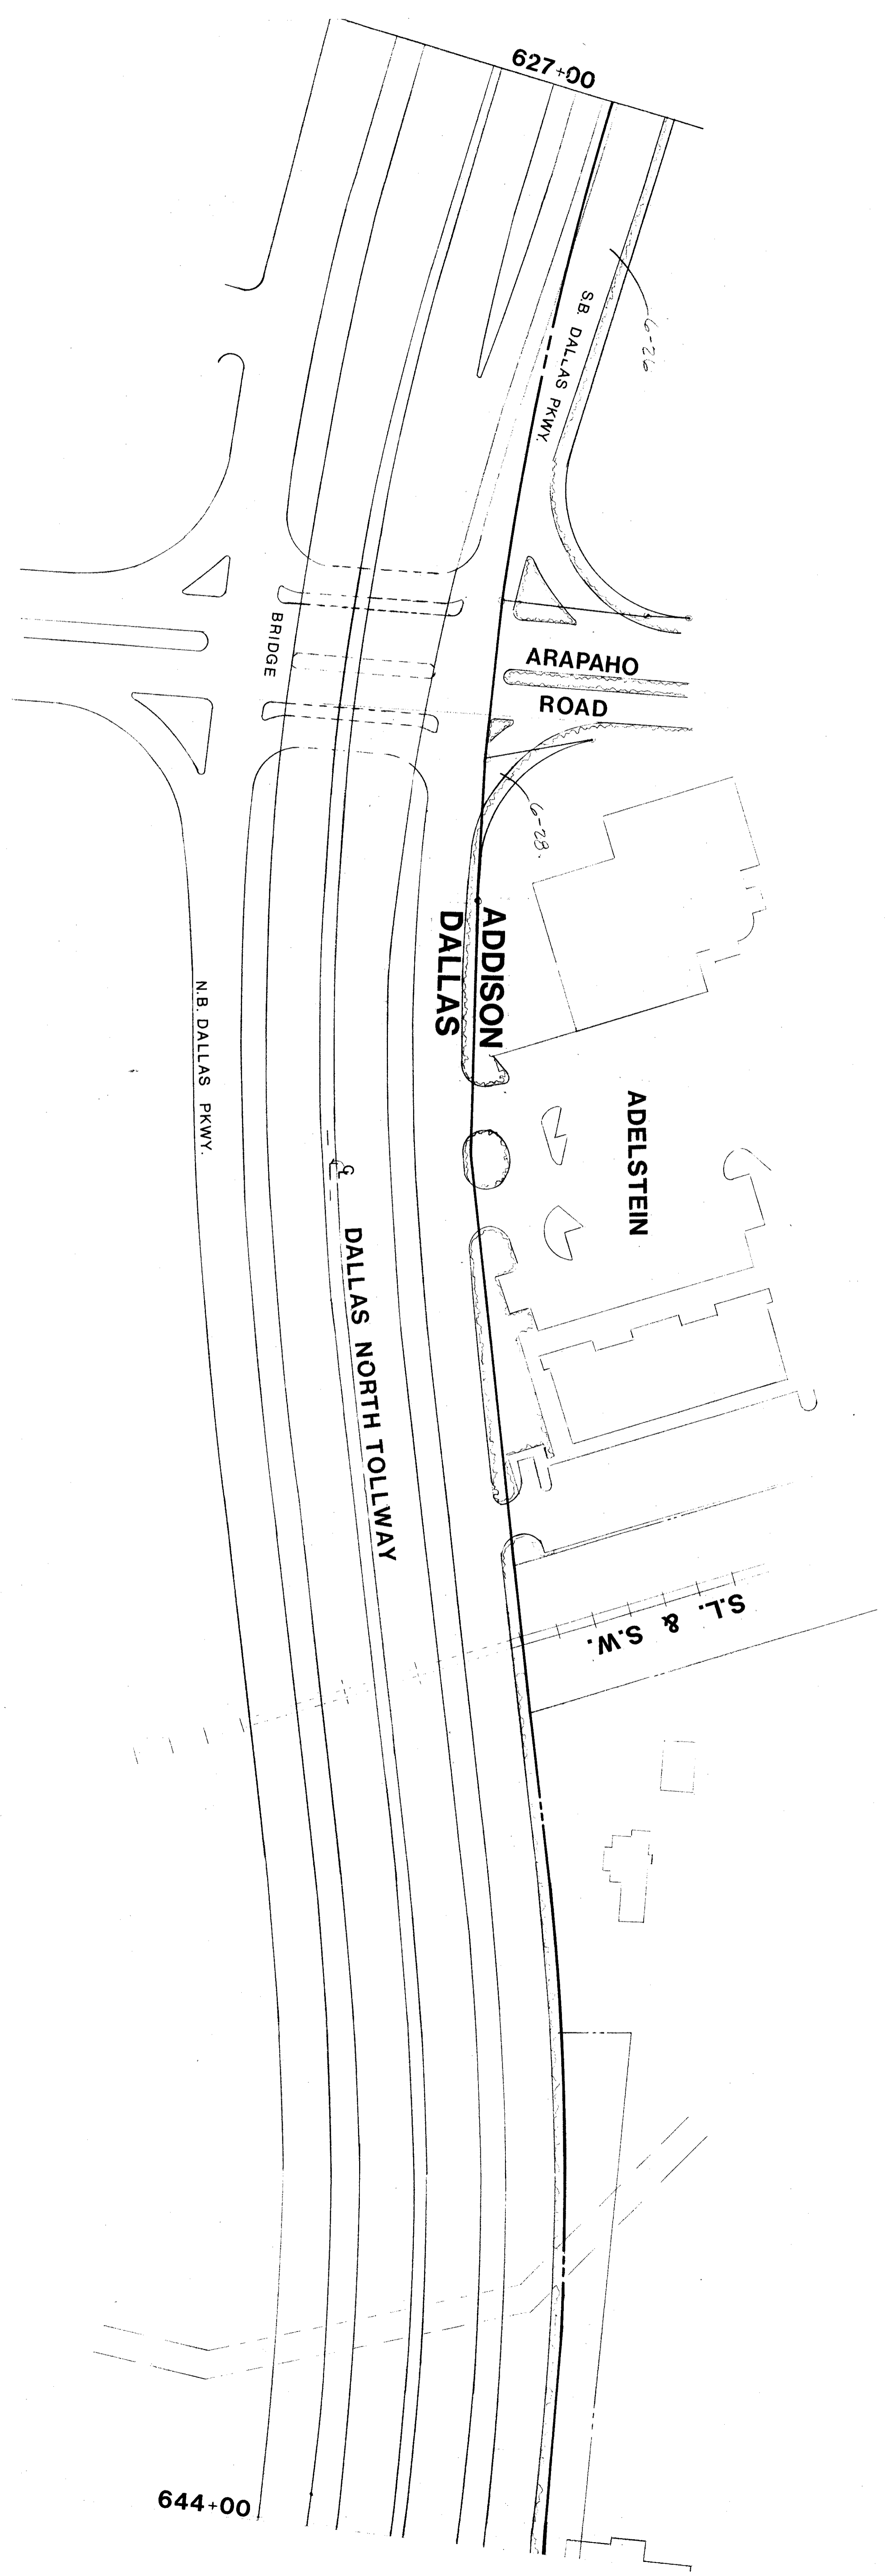 627+00
S.B. DALLAS PKWY.
6-26
BRIDGE
ARAPAHO
ROAD
6-28.
ADDISON
DALLAS
N.B. DALLAS PKWY.
ADELSTEIN
℄
DALLAS NORTH TOLLWAY
S.L. & S.W.
644+00